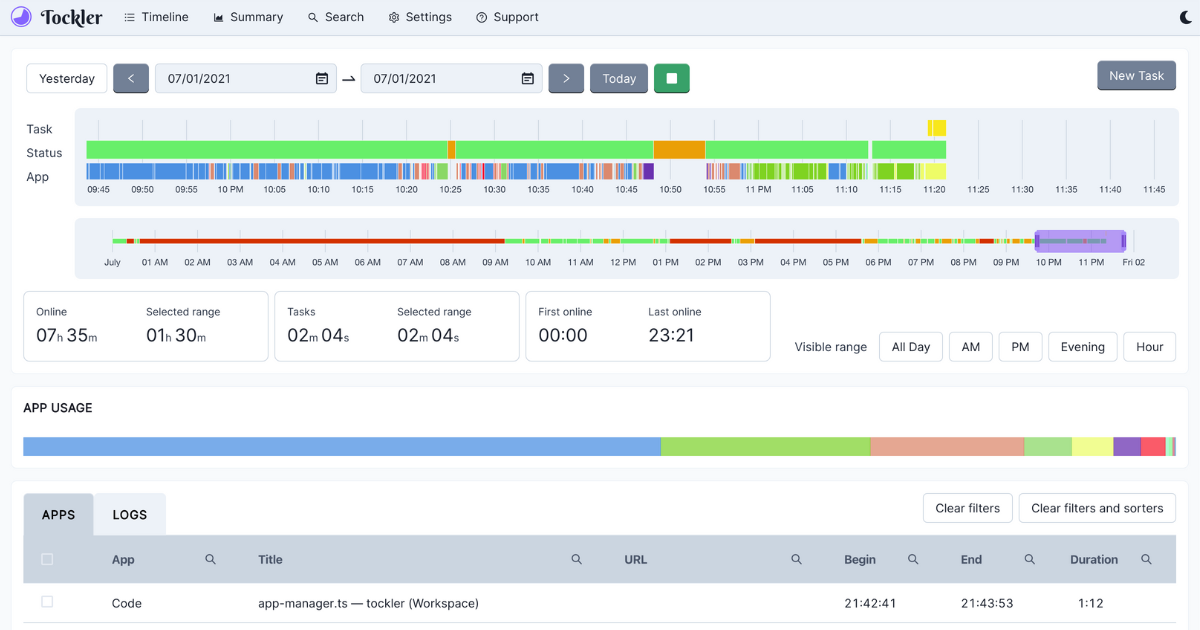 Tockler Timeline Summary Search Settings Support
Yesterday < 07/01/2021 07/01/2021 > Today New Task
Task
Status
App
09:45 09:50 09:55 10 PM 10:05 10:10 10:15 10:20 10:25 10:30 10:35 10:40 10:45 10:50 10:55 11 PM 11:05 11:10 11:15 11:20 11:25 11:30 11:35 11:40 11:45
July 01 AM 02 AM 03 AM 04 AM 05 AM 06 AM 07 AM 08 AM 09 AM 10 AM 11 AM 12 PM 01 PM 02 PM 03 PM 04 PM 05 PM 06 PM 07 PM 08 PM 09 PM 10 PM 11 PM Fri 02
Online Selected range Tasks Selected range First online Last online
07h 35m 01h 30m 02m 04s 02m 04s 00:00 23:21
Visible range All Day AM PM Evening Hour
APP USAGE
APPS LOGS Clear filters Clear filters and sorters
App Title URL Begin End Duration
Code app-manager.ts — tockler (Workspace) 21:42:41 21:43:53 1:12